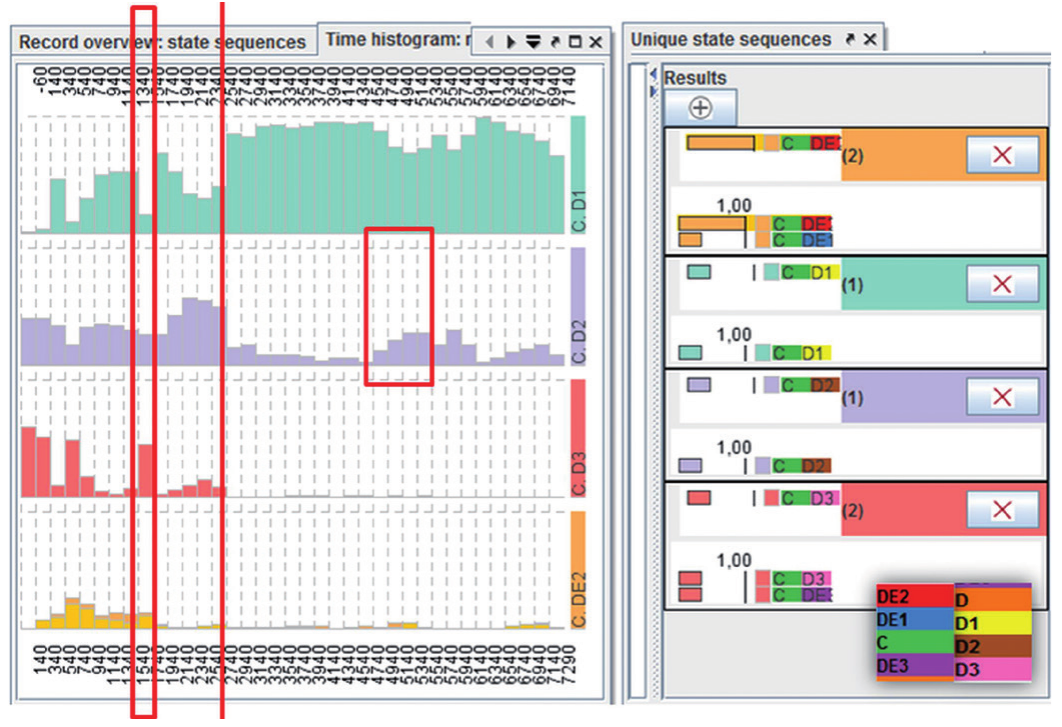 Record overview: state sequences
Time histogram: r
-60 140 340 540 740 940 1140 1340 1540 1740 1940 2140 2340 2540 2740 2940 3140 3340 3540 3740 3940 4140 4340 4540 4740 4940 5140 5340 5540 5740 5940 6140 6340 6540 6740 6940 7140
C. D1
C. D2
C. D3
C. DE2
140 340 540 740 940 1140 1340 1540 1740 1940 2140 2340 2540 2740 2940 3140 3340 3540 3740 3940 4140 4340 4540 4740 4940 5140 5340 5540 5740 5940 6140 6340 6540 6740 6940 7140 7290
Unique state sequences
Results
C DE (2)
1,00
C DE
C DE1
C D1 (1)
1,00
C D1
C D2 (1)
1,00
C D2
C D3 (2)
1,00
C D3
C DE
DE2 D
DE1 D1
C D2
DE3 D3